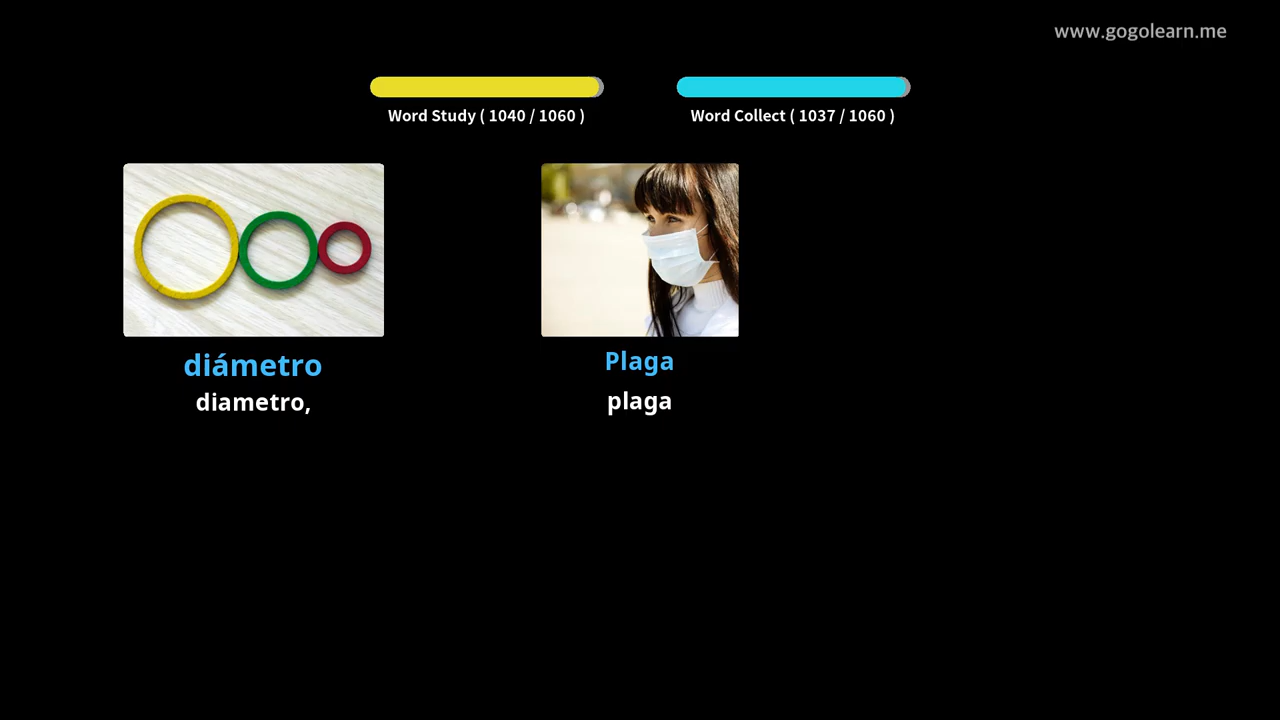 www.gogolearn.me
Word Study ( 1040 / 1060 )
Word Collect ( 1037 / 1060 )
diámetro
diametro,
Plaga
plaga